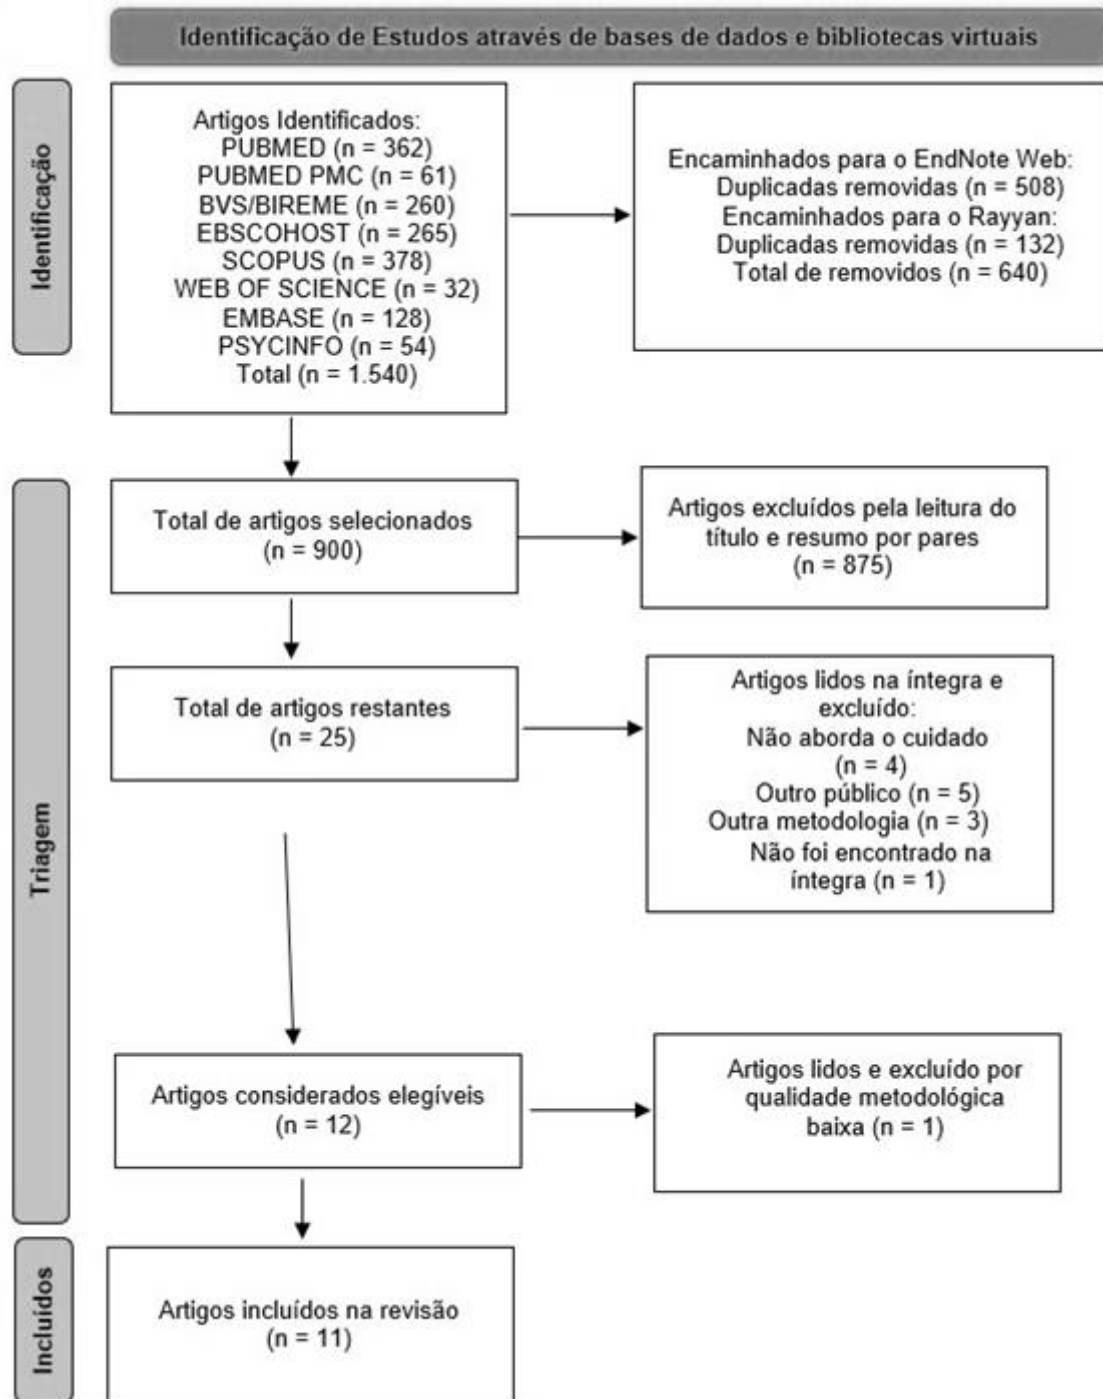 Identificação de Estudos através de bases de dados e bibliotecas virtuais
Identificação
Artigos Identificados:
PUBMED (n = 362)
PUBMED PMC (n = 61)
BVS/BIREME (n = 260)
EBSCOHOST (n = 265)
SCOPUS (n = 378)
WEB OF SCIENCE (n = 32)
EMBASE (n = 128)
PSYCINFO (n = 54)
Total (n = 1.540)
Encaminhados para o EndNote Web:
Duplicadas removidas (n = 508)
Encaminhados para o Rayyan:
Duplicadas removidas (n = 132)
Total de removidos (n = 640)
Triagem
Total de artigos selecionados
(n = 900)
Artigos excluídos pela leitura do
título e resumo por pares
(n = 875)
Total de artigos restantes
(n = 25)
Artigos lidos na íntegra e
excluído:
Não aborda o cuidado
(n = 4)
Outro público (n = 5)
Outra metodologia (n = 3)
Não foi encontrado na
íntegra (n = 1)
Artigos considerados elegíveis
(n = 12)
Artigos lidos e excluído por
qualidade metodológica
baixa (n = 1)
Incluídos
Artigos incluídos na revisão
(n = 11)